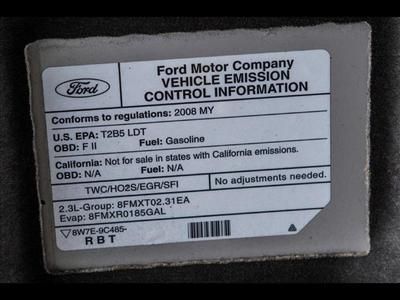 Ford
Ford Motor Company
VEHICLE EMISSION
CONTROL INFORMATION
Conforms to regulations: 2008 MY
U.S. EPA: T2B5 LDT
OBD: F II Fuel: Gasoline
California: Not for sale in states with California emissions.
OBD: N/A Fuel: N/A
TWC/HO2S/EGR/SFI
No adjustments needed.
2.3L-Group: 8FMXT02.31EA
Evap: 8FMXR0185GAL
8W7E-9C485-
R B T